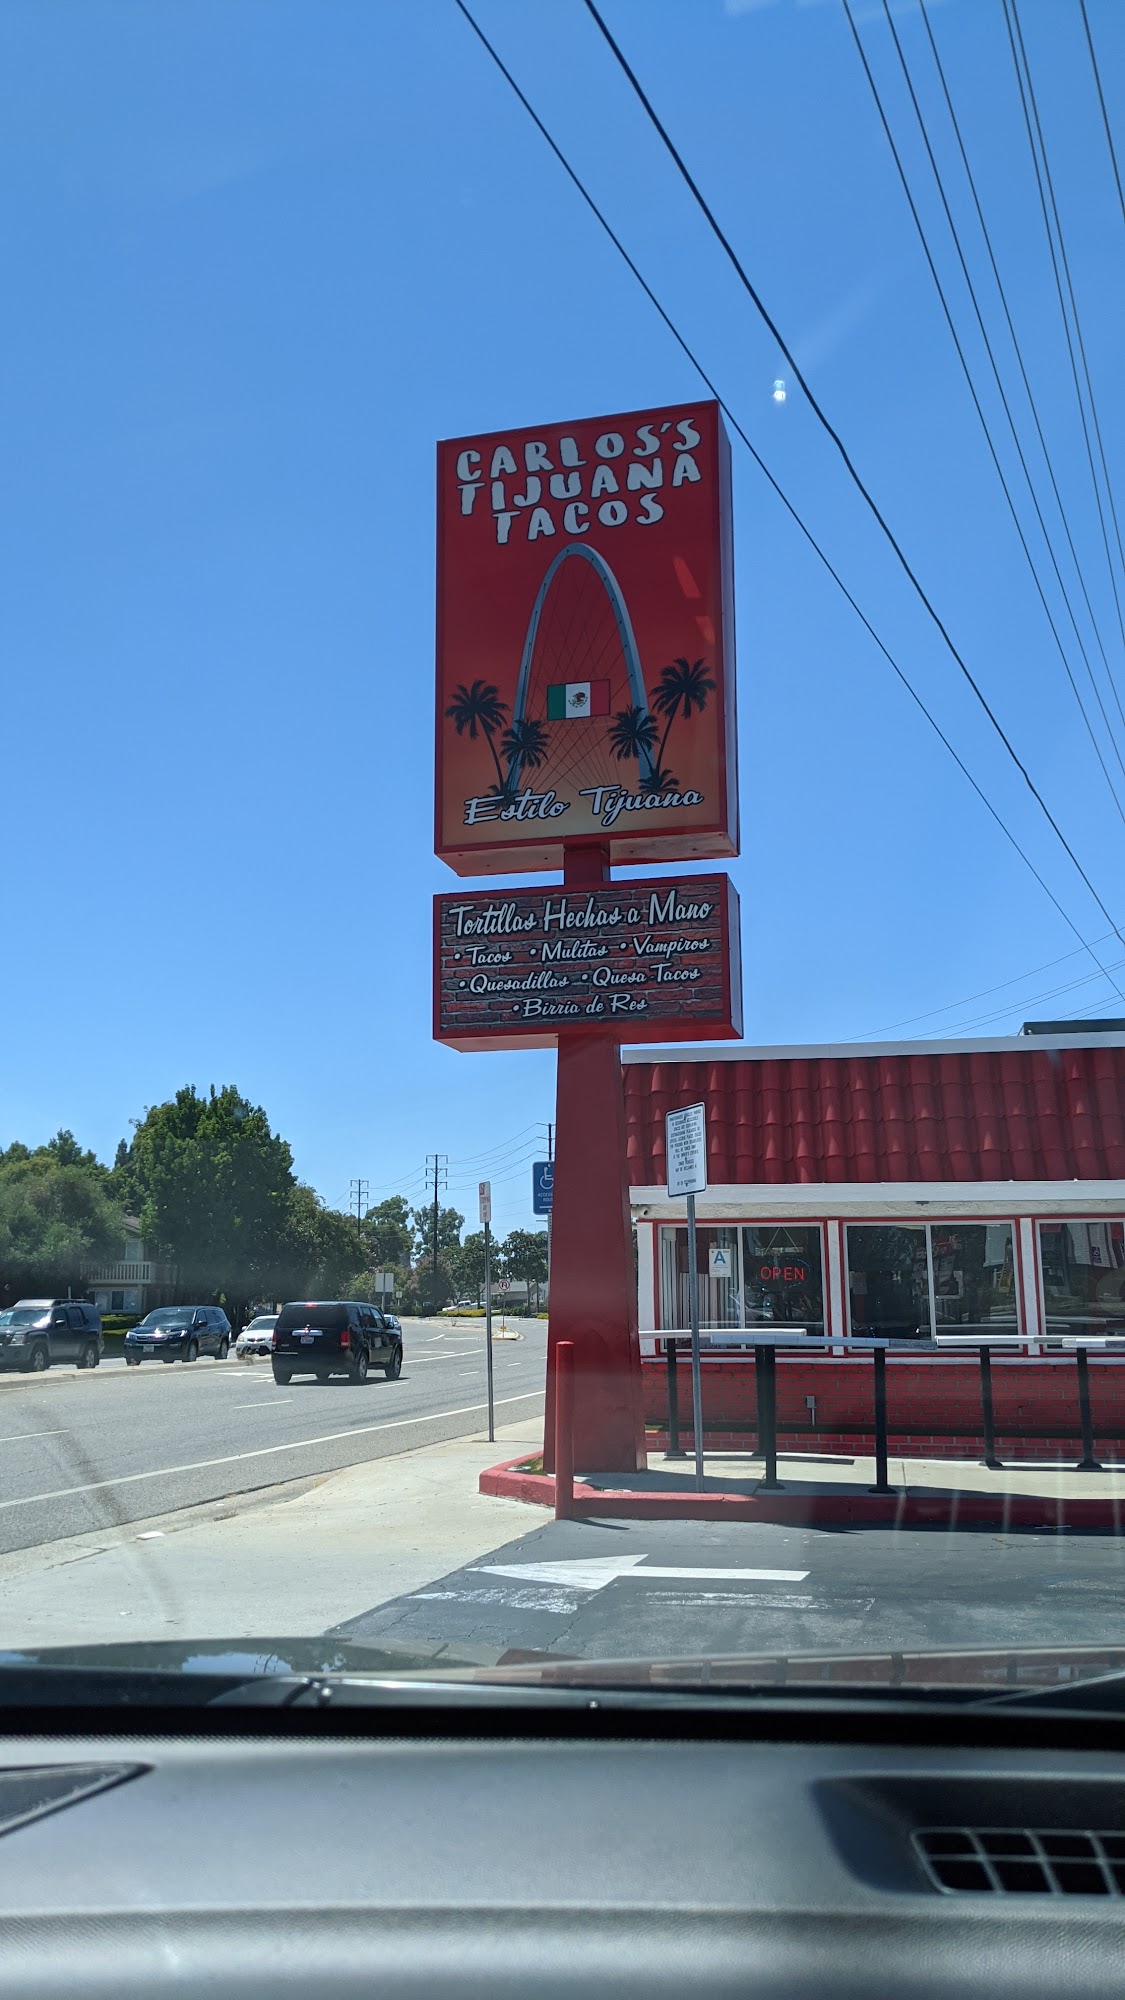 CARLOS'S
TIJUANA
TACOS
Estilo Tijuana
Tortillas Hechas a Mano
• Tacos • Mulitas • Vampiros
• Quesadillas • Quesa Tacos
• Birria de Res
A
OPEN